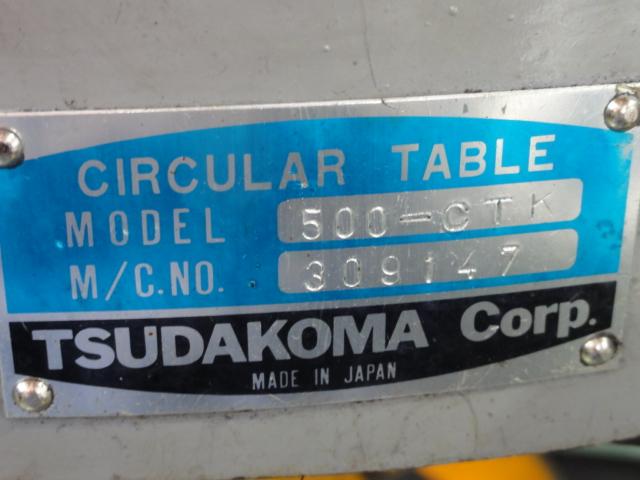 CIRCULAR TABLE
MODEL 500-CTK
M/C.NO. 309147
TSUDAKOMA Corp.
MADE IN JAPAN